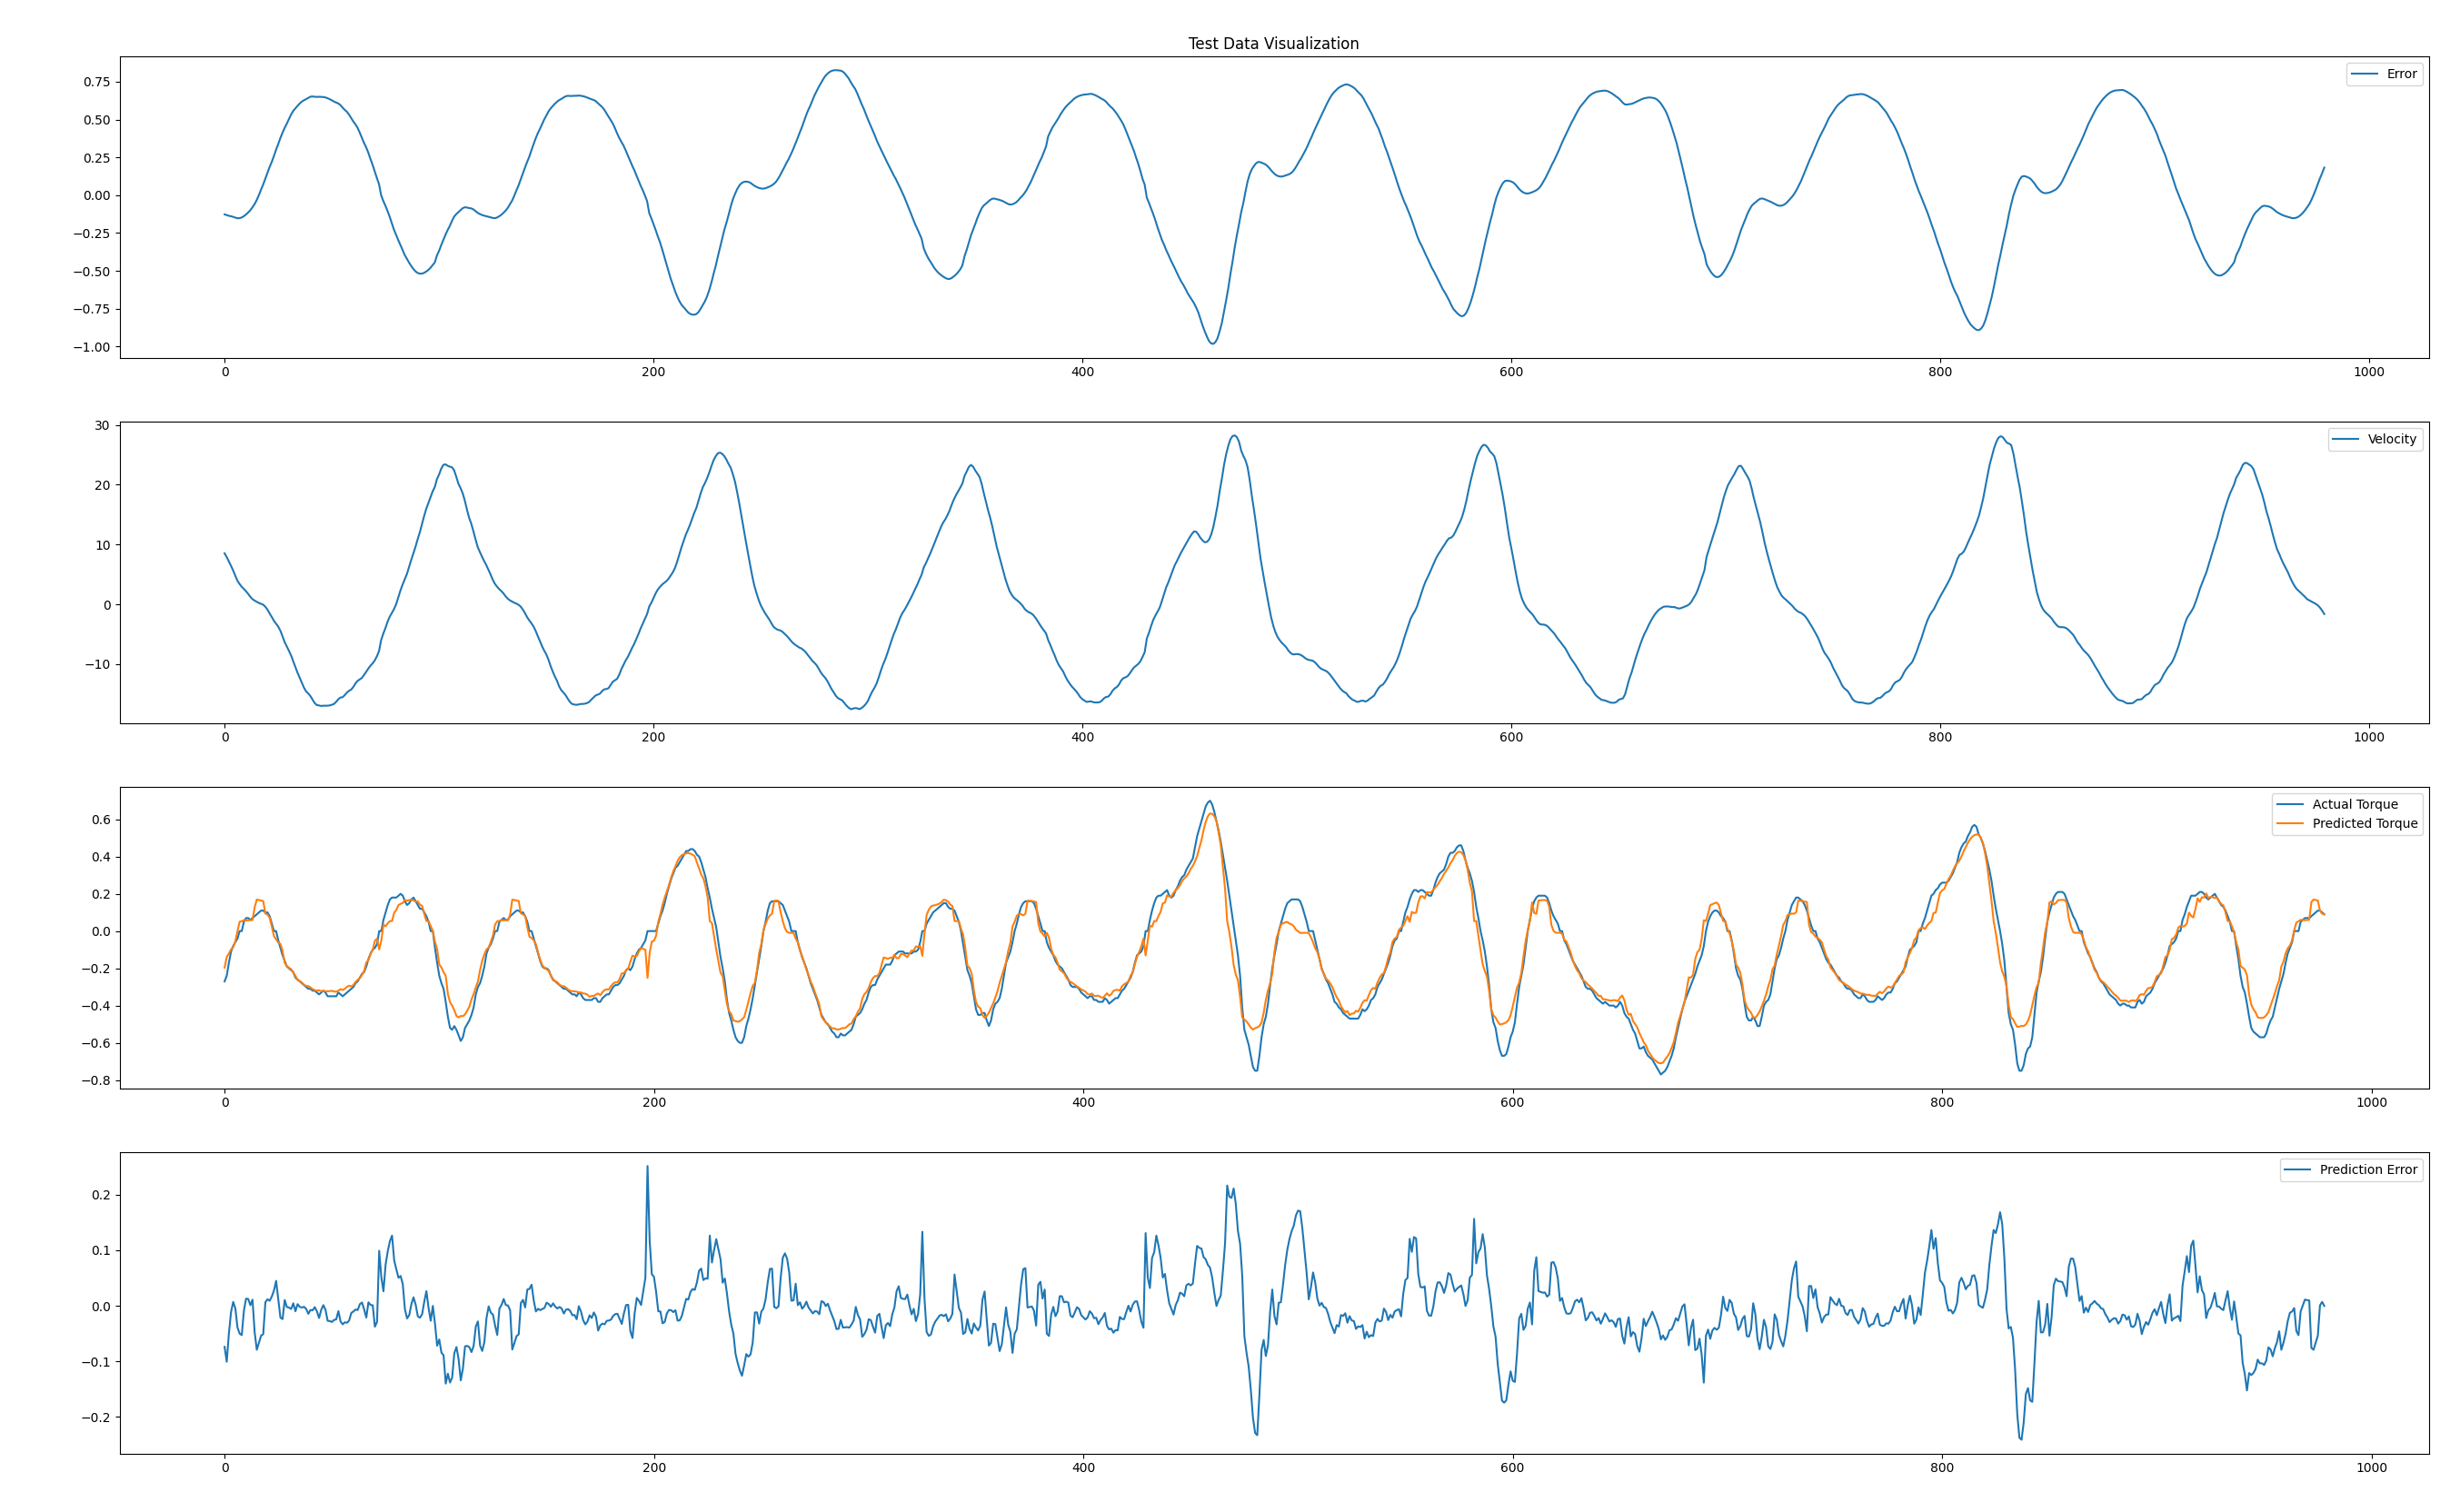 Test Data Visualization
Error
0.75
0.50
0.25
0.00
−0.25
−0.50
−0.75
−1.00
0 200 400 600 800 1000
Velocity
30
20
10
0
−10
0 200 400 600 800 1000
Actual Torque
Predicted Torque
0.6
0.4
0.2
0.0
−0.2
−0.4
−0.6
−0.8
0 200 400 600 800 1000
Prediction Error
0.2
0.1
0.0
−0.1
−0.2
0 200 400 600 800 1000